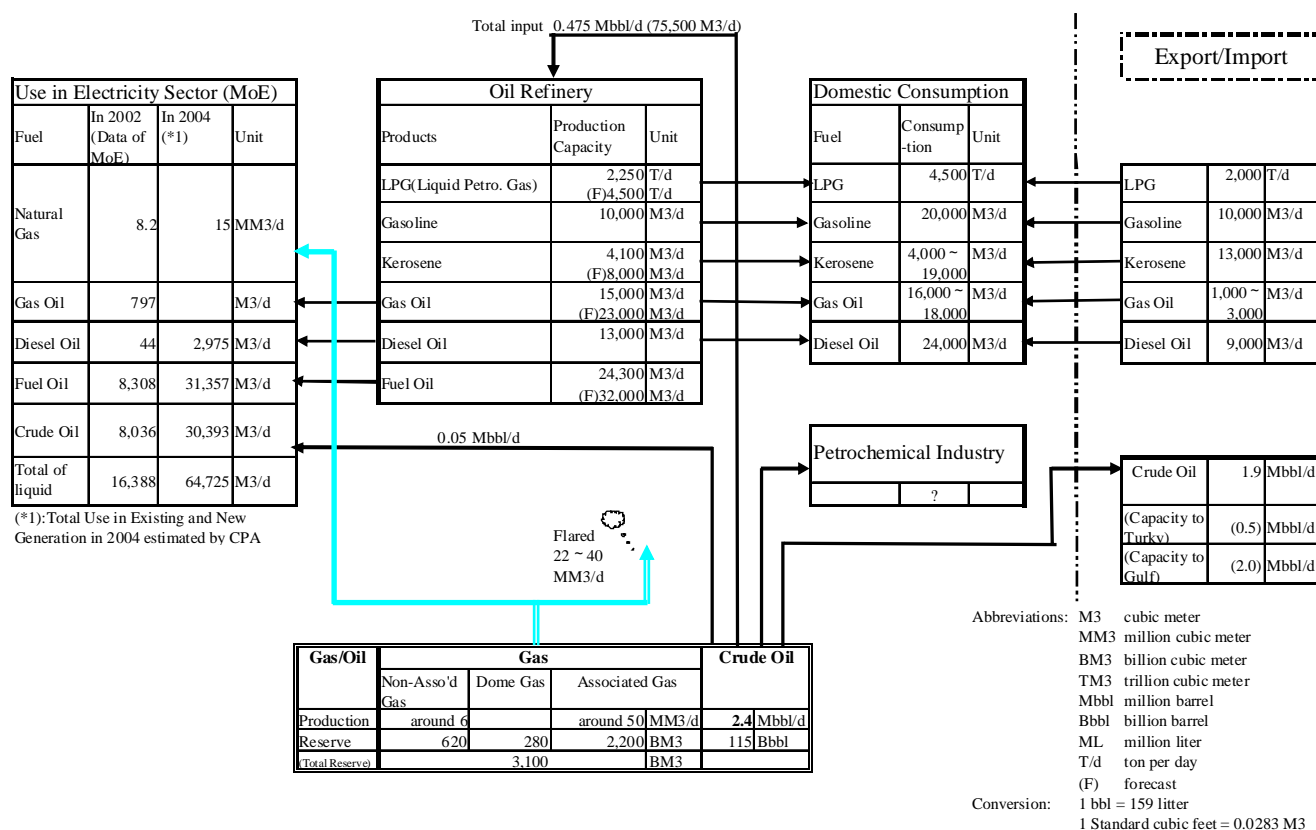 Total input 0.475 Mbbl/d (75,500 M3/d)
Export/Import
Use in Electricity Sector (MoE)
Fuel In 2002 (Data of MoE) In 2004 (*1) Unit
Natural Gas 8.2 15 MM3/d
Gas Oil 797 M3/d
Diesel Oil 44 2,975 M3/d
Fuel Oil 8,308 31,357 M3/d
Crude Oil 8,036 30,393 M3/d
Total of liquid 16,388 64,725 M3/d
(*1):Total Use in Existing and New
Generation in 2004 estimated by CPA
Oil Refinery
Products Production Capacity Unit
LPG(Liquid Petro. Gas) 2,250 T/d
(F)4,500 T/d
Gasoline 10,000 M3/d
Kerosene 4,100 M3/d
(F)8,000 M3/d
Gas Oil 15,000 M3/d
(F)23,000 M3/d
Diesel Oil 13,000 M3/d
Fuel Oil 24,300 M3/d
(F)32,000 M3/d
Domestic Consumption
Fuel Consump-tion Unit
LPG 4,500 T/d
Gasoline 20,000 M3/d
Kerosene 4,000 ~ 19,000 M3/d
Gas Oil 16,000 ~ 18,000 M3/d
Diesel Oil 24,000 M3/d
LPG 2,000 T/d
Gasoline 10,000 M3/d
Kerosene 13,000 M3/d
Gas Oil 1,000 ~ 3,000 M3/d
Diesel Oil 9,000 M3/d
0.05 Mbbl/d
Petrochemical Industry
?
Crude Oil 1.9 Mbbl/d
(Capacity to Turky) (0.5) Mbbl/d
(Capacity to Gulf) (2.0) Mbbl/d
Flared
22 ~ 40
MM3/d
Gas/Oil Gas Crude Oil
Non-Asso'd Gas Dome Gas Associated Gas
Production around 6 around 50 MM3/d 2.4 Mbbl/d
Reserve 620 280 2,200 BM3 115 Bbbl
(Total Reserve) 3,100 BM3
Abbreviations: M3 cubic meter
MM3 million cubic meter
BM3 billion cubic meter
TM3 trillion cubic meter
Mbbl million barrel
Bbbl billion barrel
ML million liter
T/d ton per day
(F) forecast
Conversion: 1 bbl = 159 litter
1 Standard cubic feet = 0.0283 M3